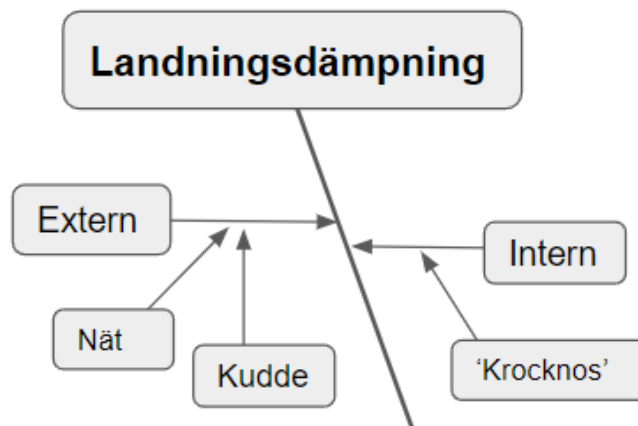 Landningsdämpning
Extern
Intern
Nät
Kudde
‘Krocknos’